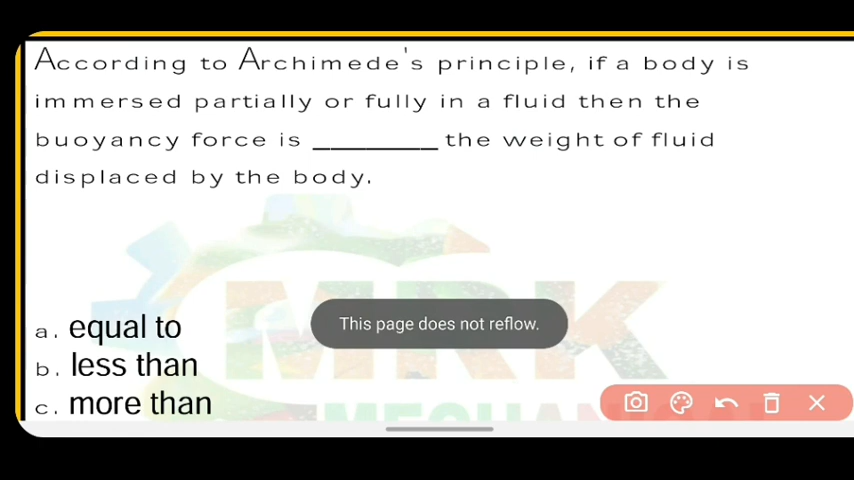 According to Archimede's principle, if a body is
immersed partially or fully in a fluid then the
buoyancy force is ________ the weight of fluid
displaced by the body.
MRK
This page does not reflow.
a. equal to
b. less than
c. more than